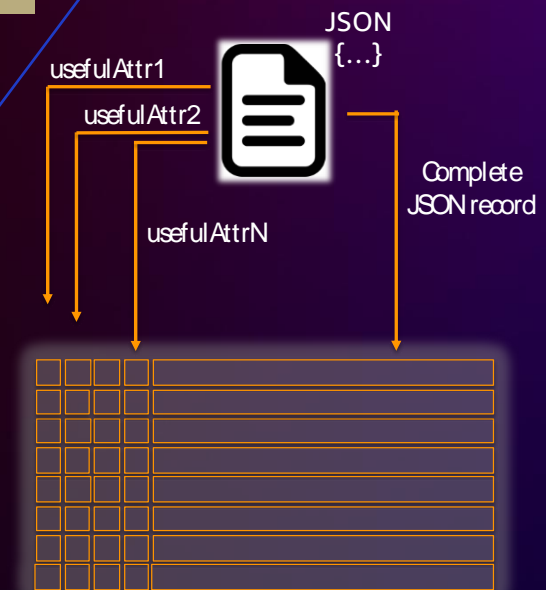 JSON
{...}
usefulAttr1
usefulAttr2
Complete
JSON record
usefulAttrN